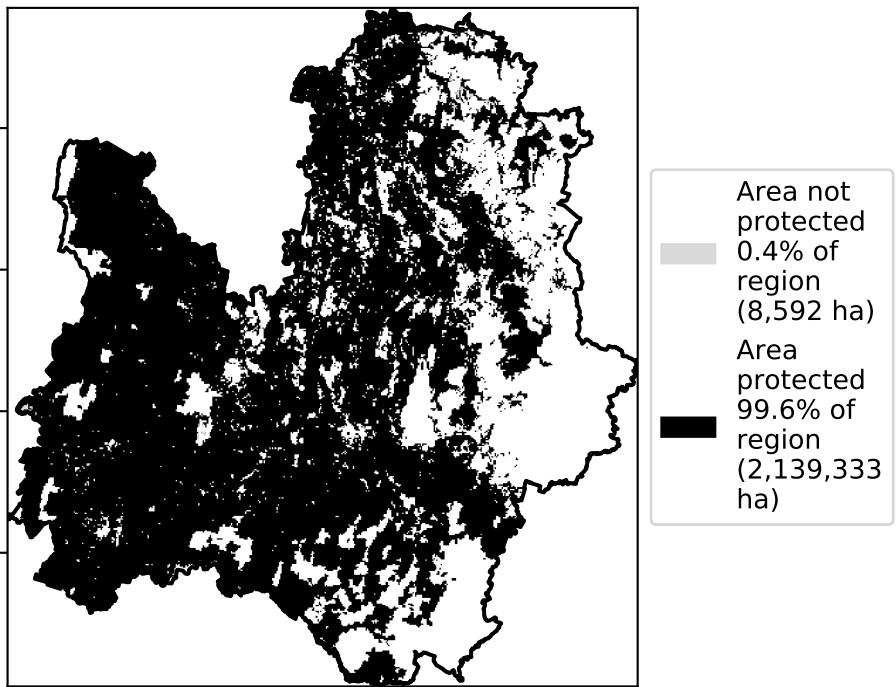 Area not
protected
0.4% of
region
(8,592 ha)
Area
protected
99.6% of
region
(2,139,333
ha)